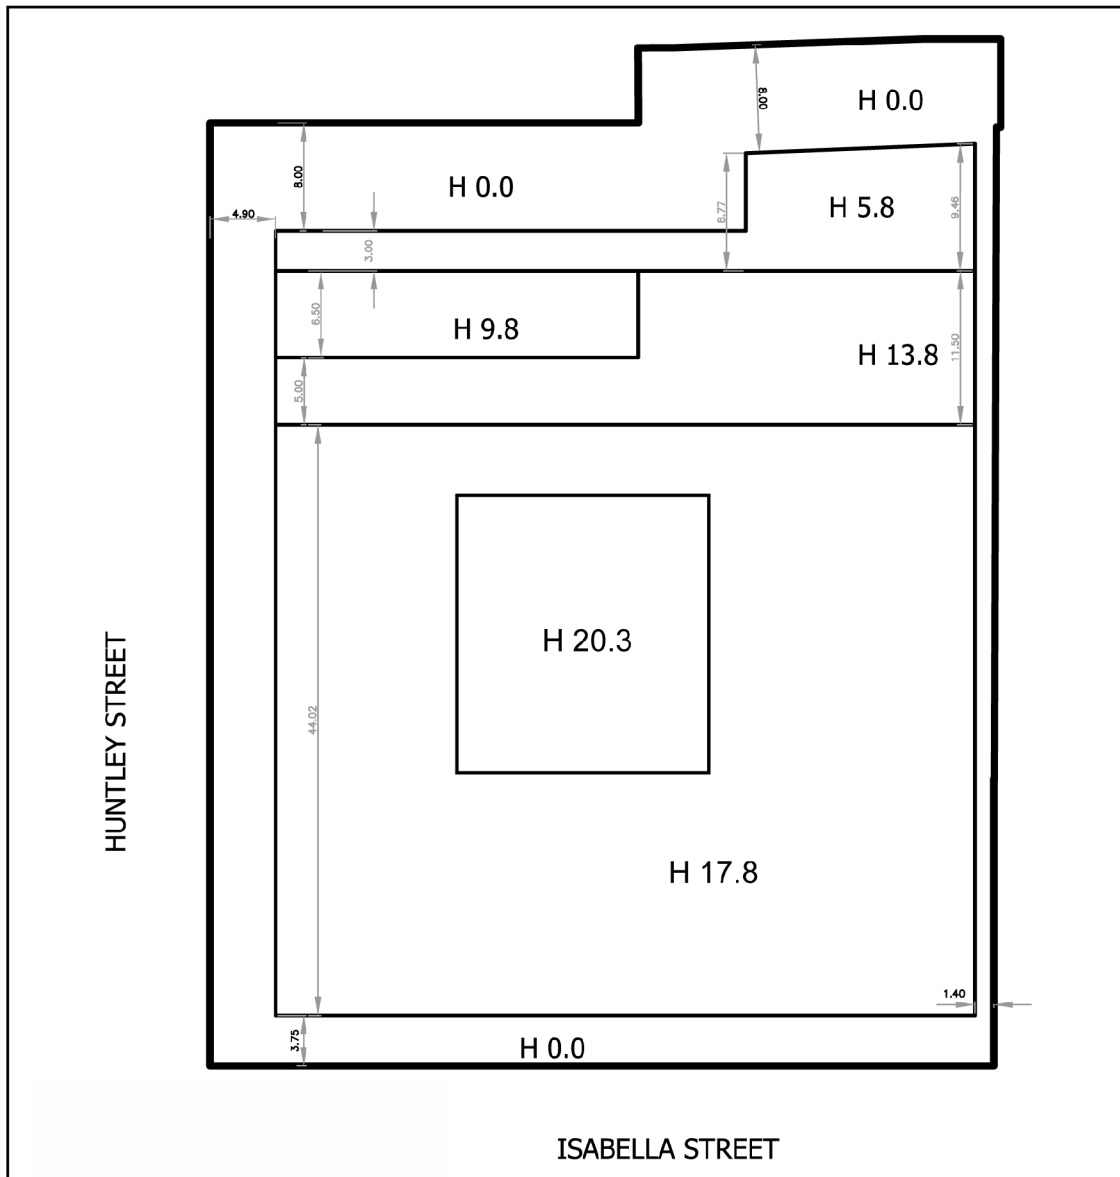 H 0.0
8.00
8.00
H 0.0
4.90
3.00
8.77
H 5.8
9.46
6.50
H 9.8
H 13.8
11.50
5.00
H 20.3
44.02
HUNTLEY STREET
H 17.8
1.40
3.75
H 0.0
ISABELLA STREET